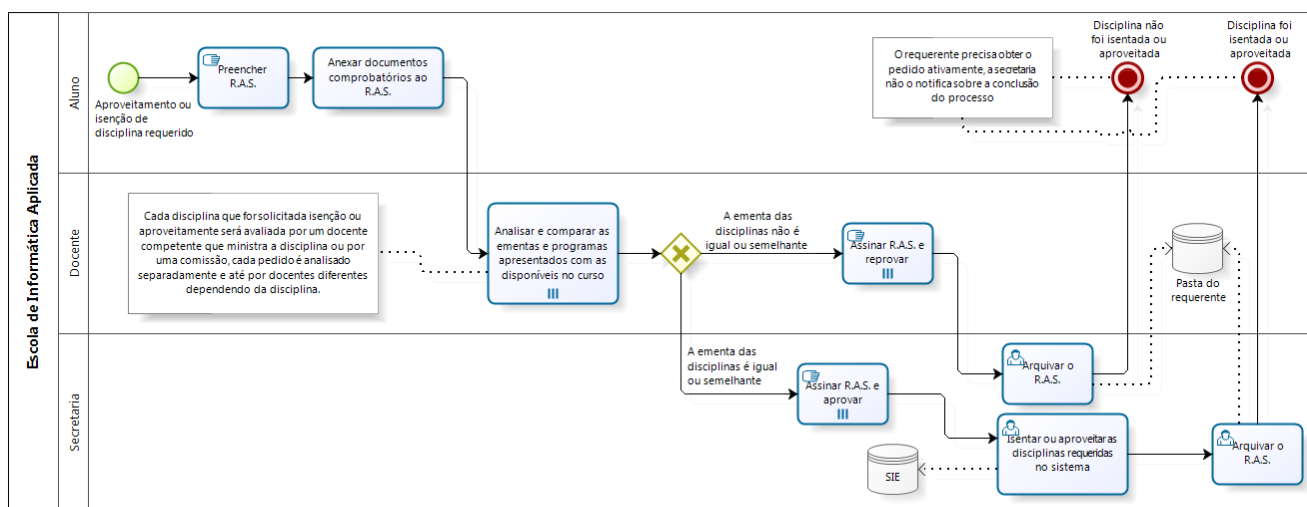 Escola de Informática Aplicada
Aluno
Aproveitamento ou
isenção de
disciplina requerido
Preencher
R.A.S.
Anexar documentos
comprobatórios ao
R.A.S.
O requerente precisa obter o
pedido ativamente, a secretaria
não o notifica sobre a conclusão
do processo
Disciplina não
foi isentada ou
aproveitada
Disciplina foi
isentada ou
aproveitada
Docente
Cada disciplina que for solicitada isenção ou
aproveitamento será avaliada por um docente
competente que ministra a disciplina ou por
uma comissão, cada pedido é analisado
separadamente e até por docentes diferentes
dependendo da disciplina.
Analisar e comparar as
ementas e programas
apresentados com as
disponíveis no curso
A ementa das
disciplinas não é
igual ou semelhante
Assinar R.A.S. e
reprovar
Pasta do
requerente
Secretaria
A ementa das
disciplinas é igual
ou semelhante
Assinar R.A.S. e
aprovar
Arquivar o
R.A.S.
SIE
Isentar ou aproveitar as
disciplinas requeridas
no sistema
Arquivar o
R.A.S.